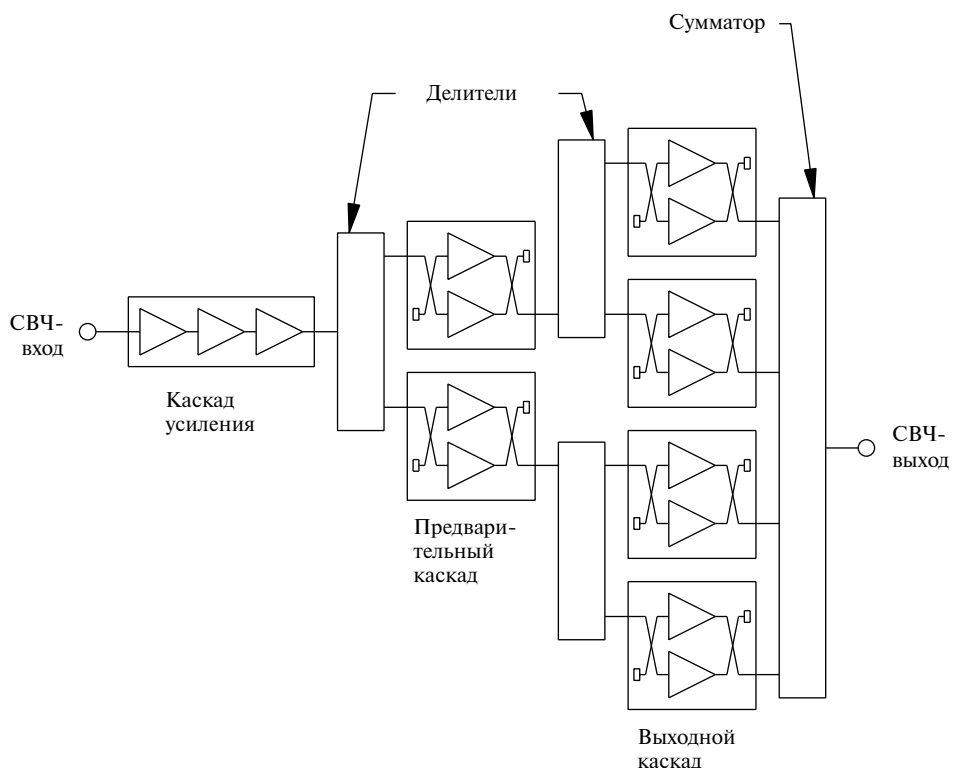 Сумматор
Делители
СВЧ-
вход
Каскад
усиления
Предвари-
тельный
каскад
СВЧ-
выход
Выходной
каскад